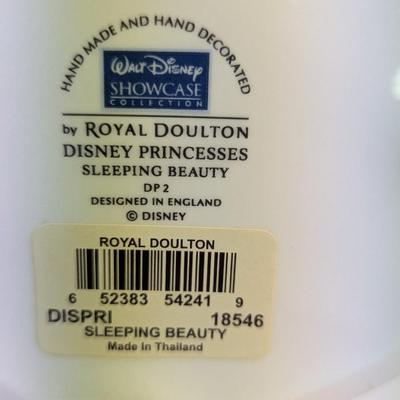 HAND MADE AND HAND DECORATED
WALT DISNEY
SHOWCASE
COLLECTION
by ROYAL DOULTON
DISNEY PRINCESSES
SLEEPING BEAUTY
DP 2
DESIGNED IN ENGLAND
© DISNEY
ROYAL DOULTON
6 52383 54241 9
DISPRI 18546
SLEEPING BEAUTY
Made In Thailand